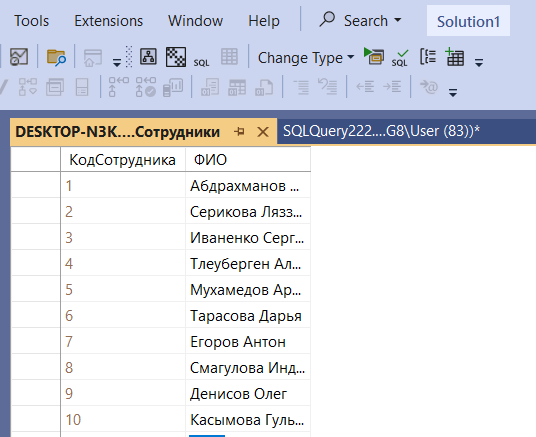 Tools Extensions Window Help Search Solution1
SQL Change Type SQL
DESKTOP-N3K....Сотрудники SQLQuery222....G8\User (83))*
КодСотрудника ФИО
1 Абдрахманов ...
2 Серикова Лязз...
3 Иваненко Серг...
4 Тлеуберген Ал...
5 Мухамедов Ар...
6 Тарасова Дарья
7 Егоров Антон
8 Смагулова Инд...
9 Денисов Олег
10 Касымова Гуль...